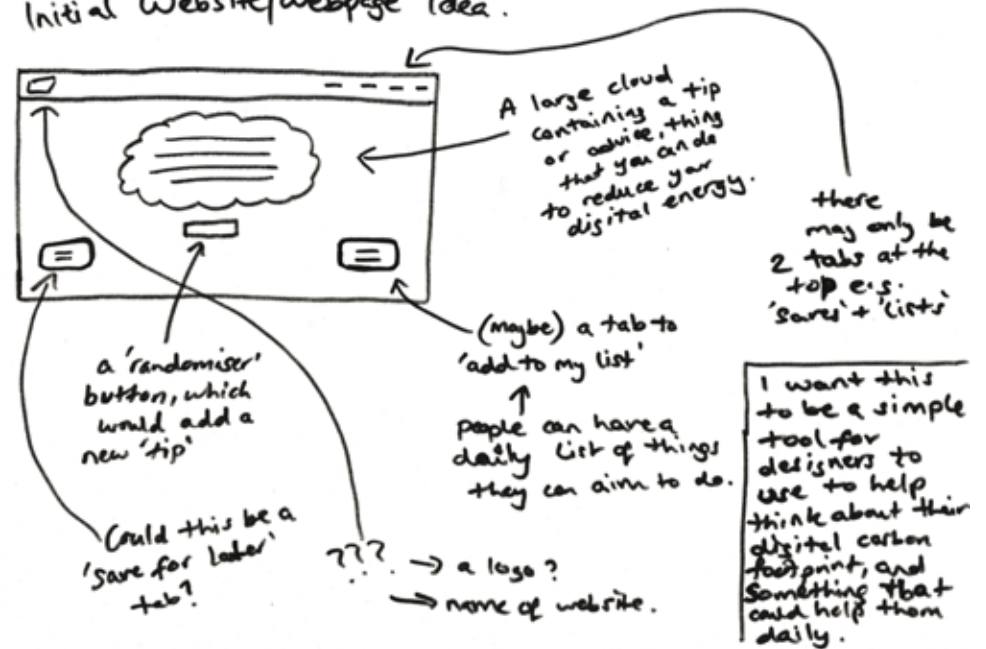 Initial Website/webpage idea.
A large cloud
containing a tip
or advice, thing
that you can do
to reduce your
digital energy.
there
may only be
2 tabs at the
top e.g.
'saves' + 'lists'
(maybe) a tab to
'add to my list'
people can have a
daily list of things
they can aim to do.
a 'randomiser'
button, which
would add a
new 'tip'
Could this be a
'save for later'
tab?
??? → a logo?
→ name of website.
I want this
to be a simple
tool for
designers to
use to help
think about their
digital carbon
footprint, and
something that
could help them
daily.